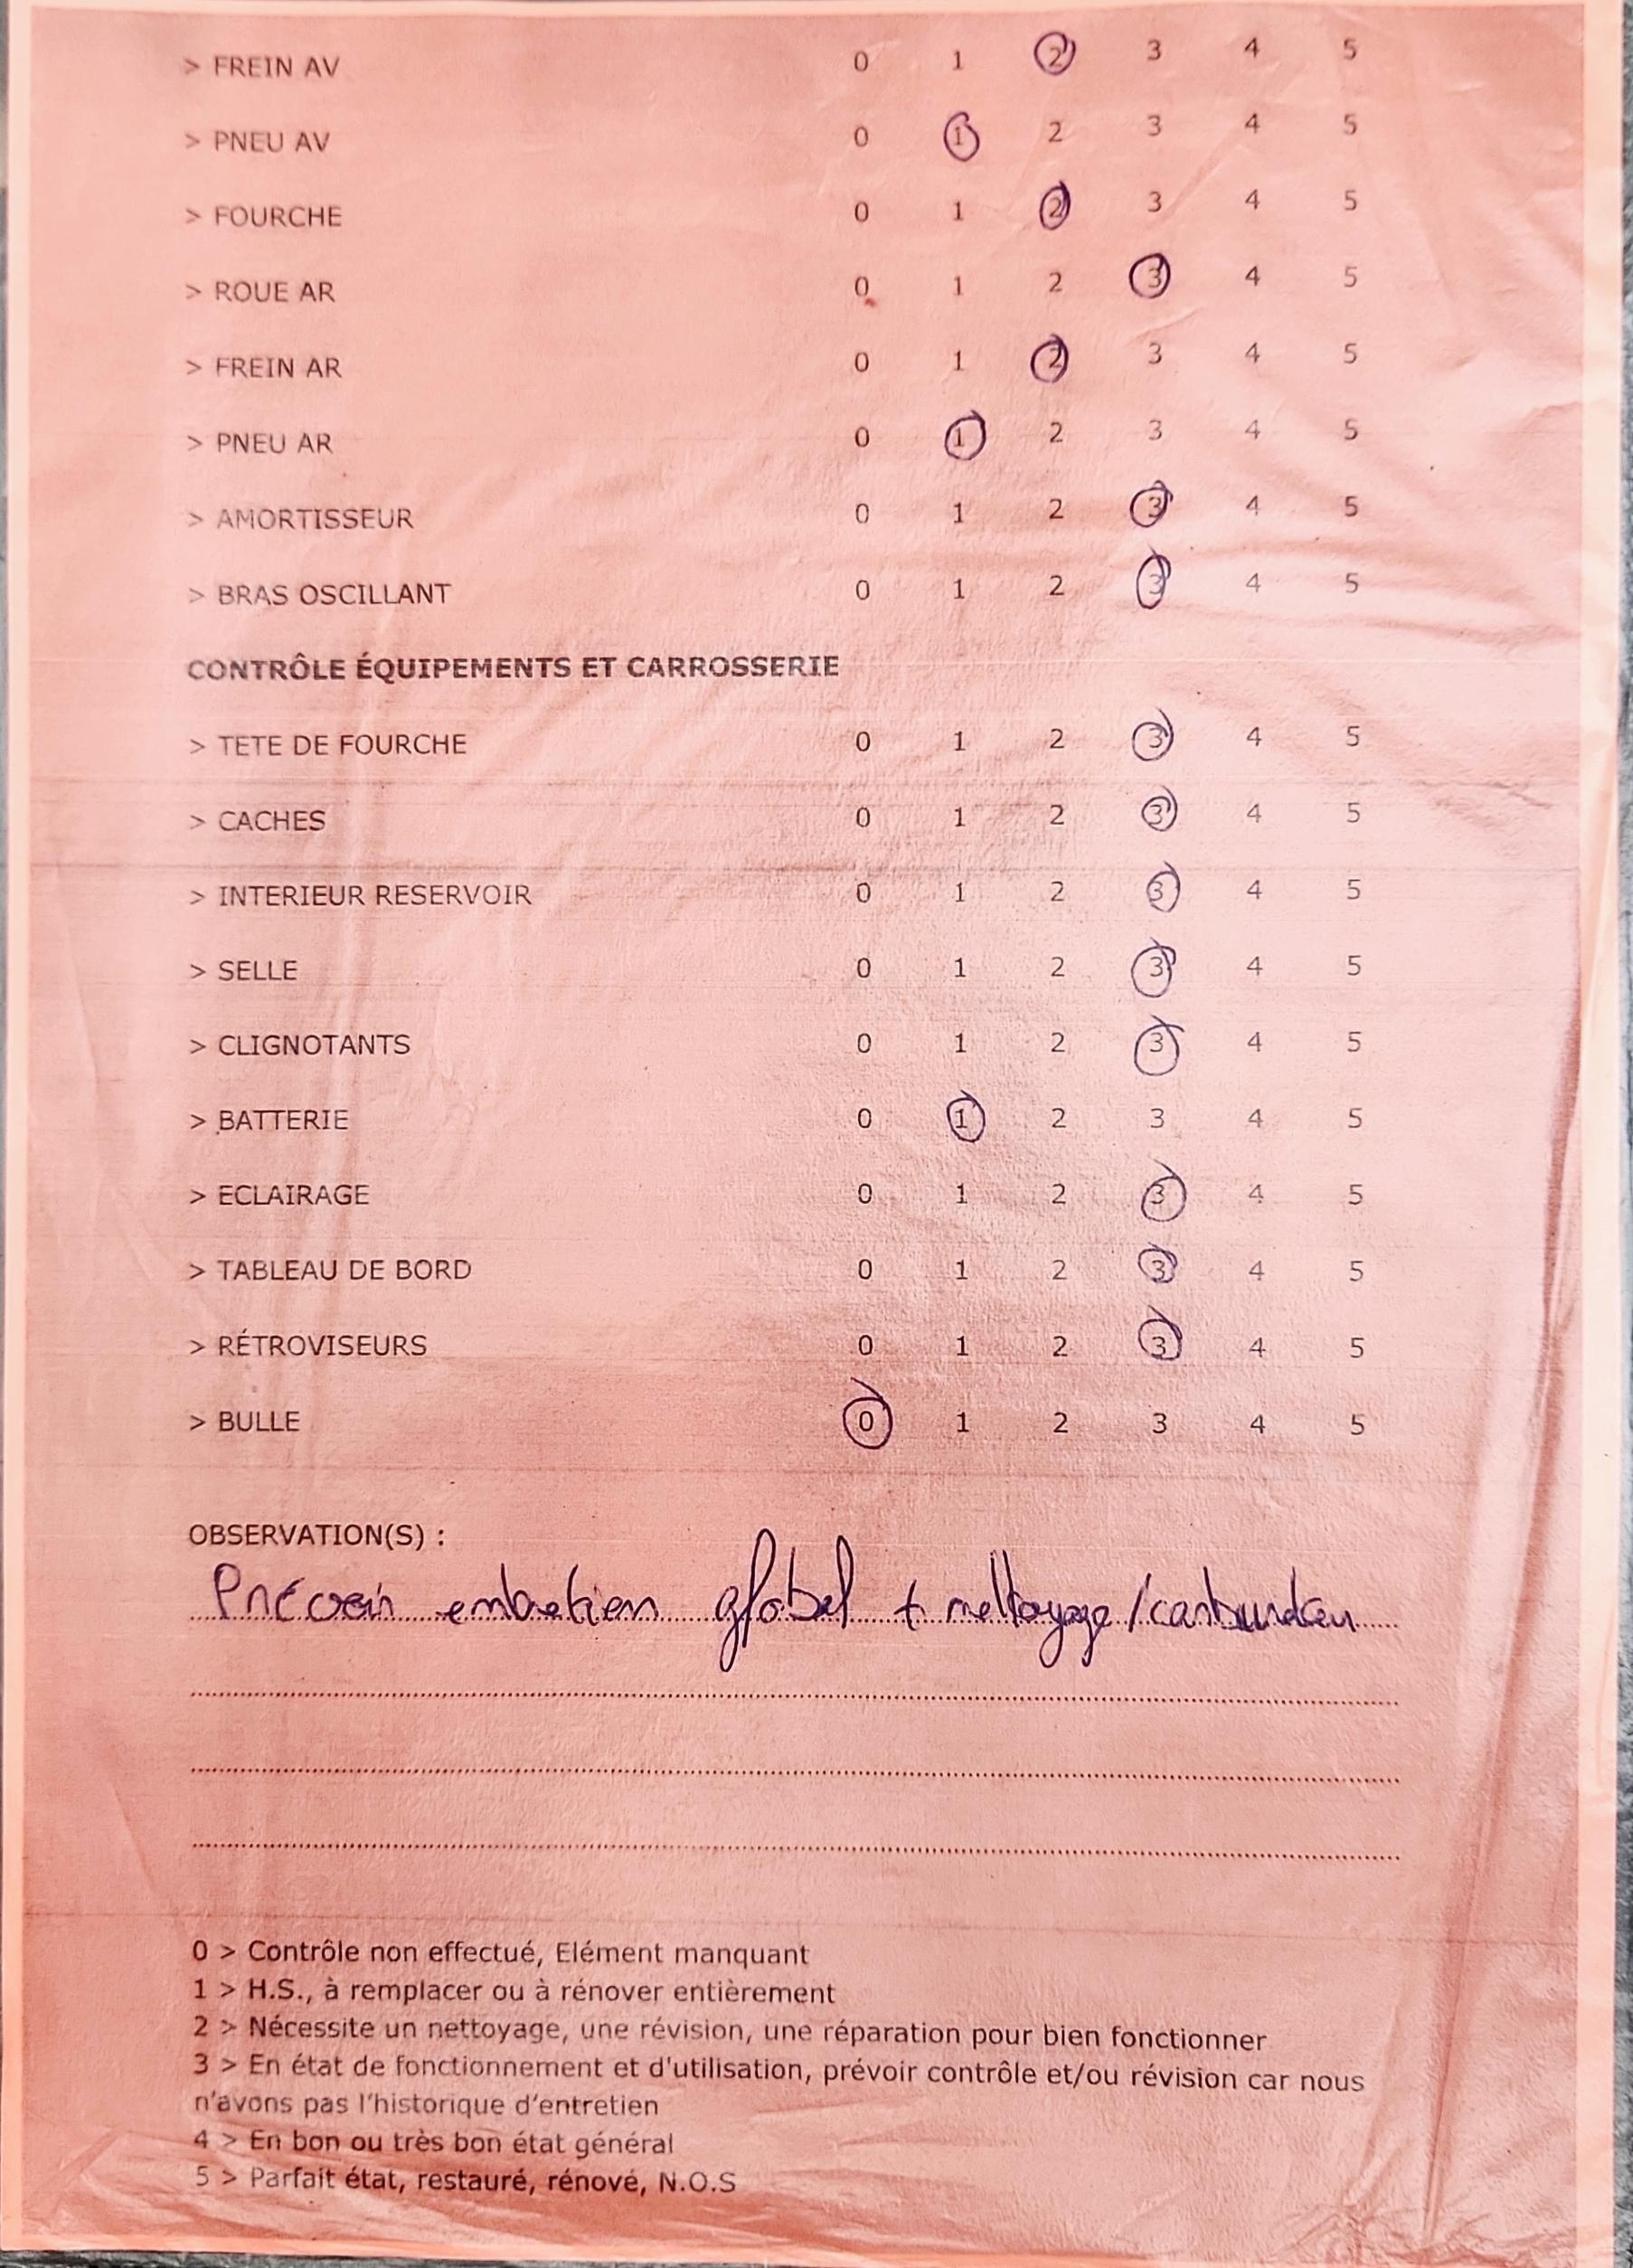 > FREIN AV 0 1 2 3 4 5
> PNEU AV 0 1 2 3 4 5
> FOURCHE 0 1 2 3 4 5
> ROUE AR 0 1 2 3 4 5
> FREIN AR 0 1 2 3 4 5
> PNEU AR 0 1 2 3 4 5
> AMORTISSEUR 0 1 2 3 4 5
> BRAS OSCILLANT 0 1 2 3 4 5
CONTRÔLE ÉQUIPEMENTS ET CARROSSERIE
> TETE DE FOURCHE 0 1 2 3 4 5
> CACHES 0 1 2 3 4 5
> INTERIEUR RESERVOIR 0 1 2 3 4 5
> SELLE 0 1 2 3 4 5
> CLIGNOTANTS 0 1 2 3 4 5
> BATTERIE 0 1 2 3 4 5
> ECLAIRAGE 0 1 2 3 4 5
> TABLEAU DE BORD 0 1 2 3 4 5
> RÉTROVISEURS 0 1 2 3 4 5
> BULLE 0 1 2 3 4 5
OBSERVATION(S) :
Prévoir entretien global + nettoyage /
0 > Contrôle non effectué, Elément manquant
1 > H.S., à remplacer ou à rénover entièrement
2 > Nécessite un nettoyage, une révision, une réparation pour bien fonctionner
3 > En état de fonctionnement et d'utilisation, prévoir contrôle et/ou révision car nous
n'avons pas l'historique d'entretien
4 > En bon ou très bon état général
5 > Parfait état, restauré, rénové, N.O.S